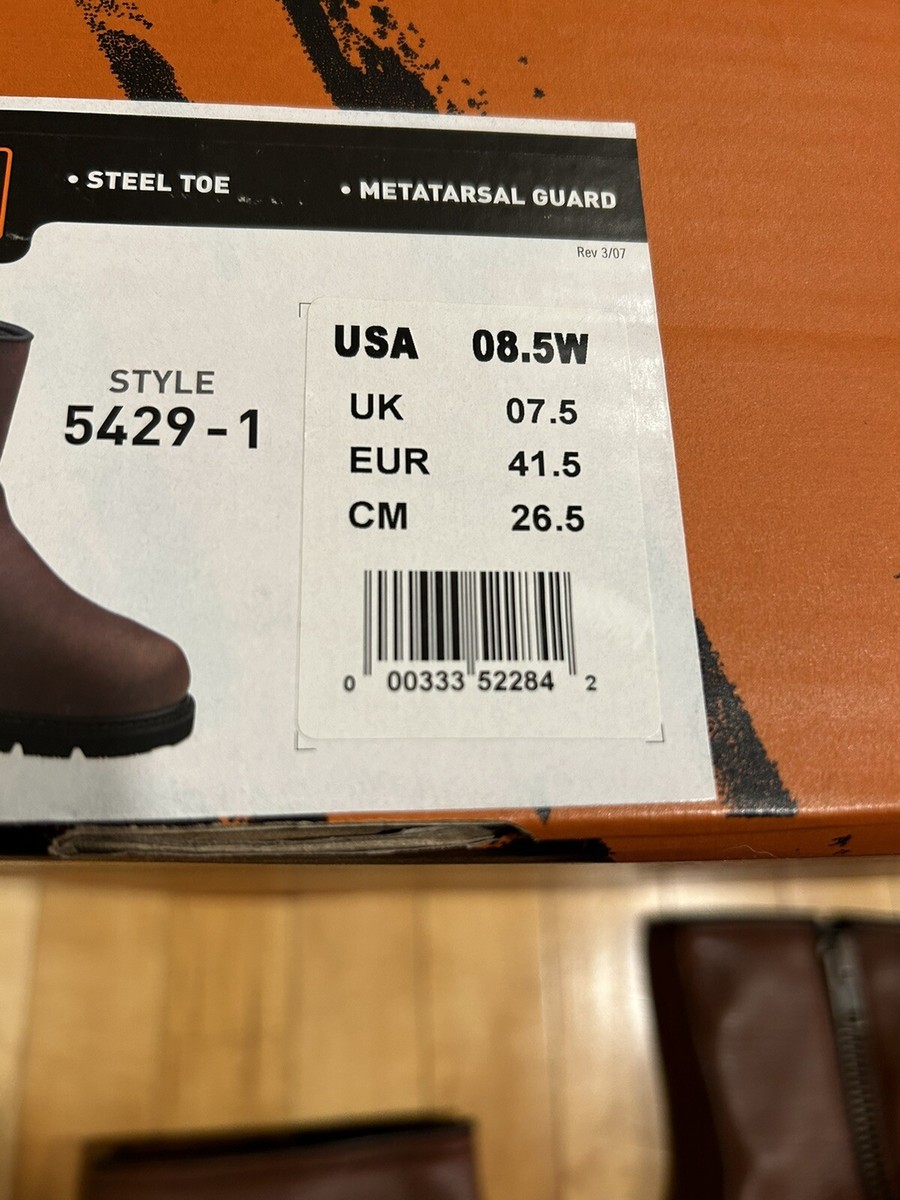 • STEEL TOE
• METATARSAL GUARD
Rev 3/07
STYLE
5429-1
USA 08.5W
UK 07.5
EUR 41.5
CM 26.5
0 00333 52284 2